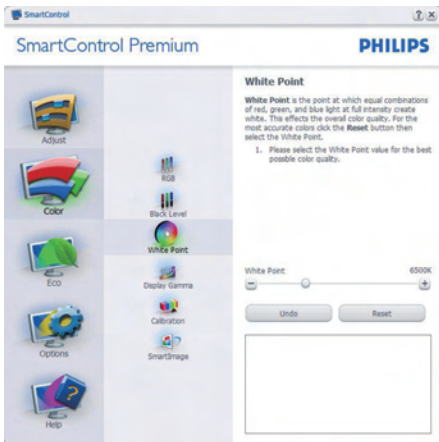 SmartControl
SmartControl Premium
PHILIPS
Adjust
Color
Eco
Options
Help
RGB
Black Level
White Point
Display Gamma
Calibration
SmartImage
White Point
White Point is the point at which equal combinations
of red, green, and blue light at full intensity create
white. This effects the overall color quality. For the
most accurate colors click the Reset button then
select the White Point.
1. Please select the White Point value for the best
possible color quality.
White Point 6500K
Undo Reset